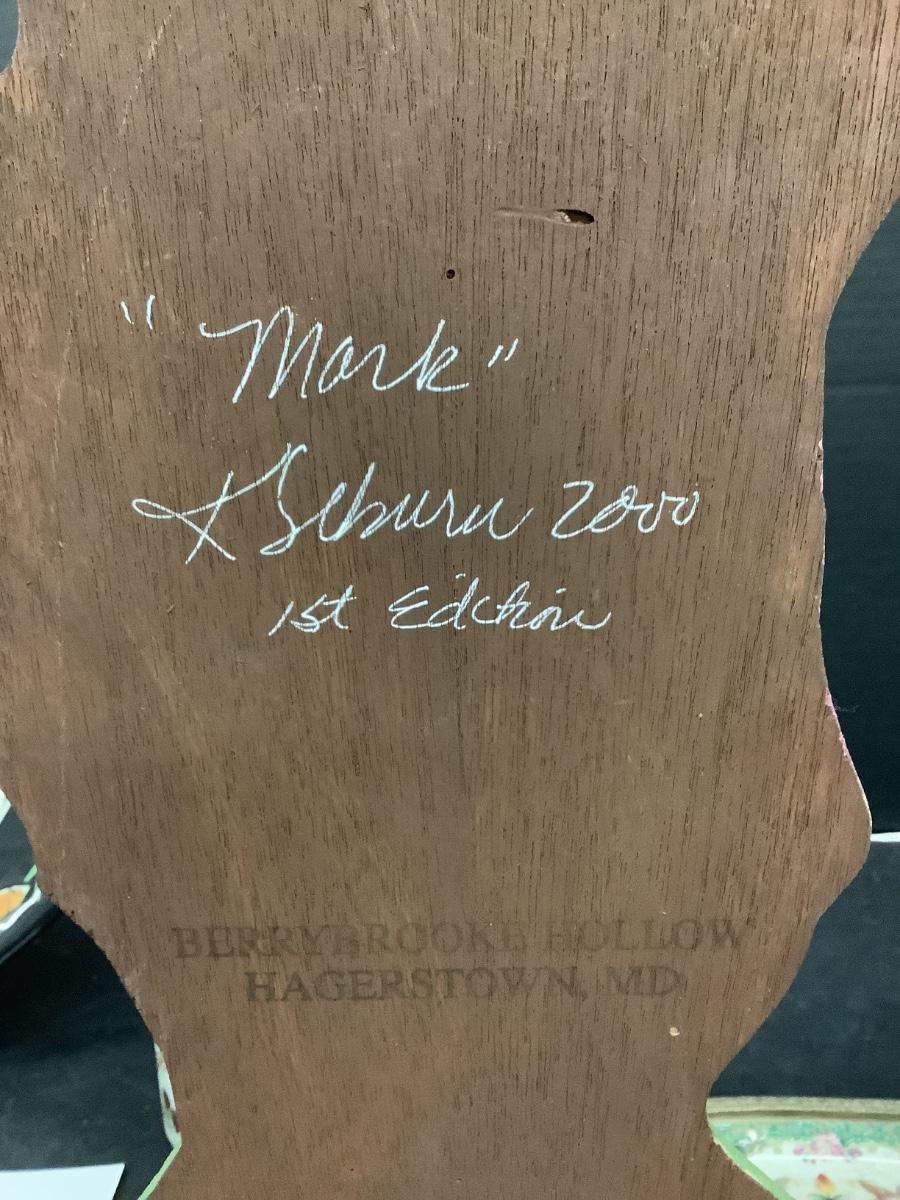 "Mark"
K Seburn 2000
1st Edition
BERRYBROOKE HOLLOW
HAGERSTOWN, MD